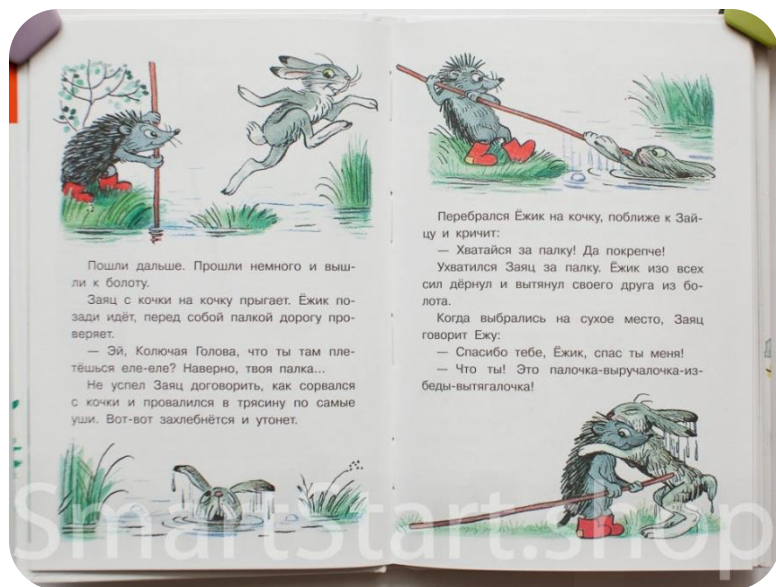 Пошли дальше. Прошли немного и выш-
ли к болоту.
Заяц с кочки на кочку прыгает. Ёжик по-
зади идёт, перед собой палкой дорогу про-
веряет.
— Эй, Колючая Голова, что ты там пле-
тёшься еле-еле? Наверно, твоя палка...
Не успел Заяц договорить, как сорвался
с кочки и провалился в трясину по самые
уши. Вот-вот захлебнётся и утонет.
Перебрался Ёжик на кочку, поближе к Зай-
цу и кричит:
— Хватайся за палку! Да покрепче!
Ухватился Заяц за палку. Ёжик изо всех
сил дёрнул и вытянул своего друга из бо-
лота.
Когда выбрались на сухое место, Заяц
говорит Ежу:
— Спасибо тебе, Ёжик, спас ты меня!
— Что ты! Это палочка-выручалочка-из-
беды-вытягалочка!
SmartStart.shop